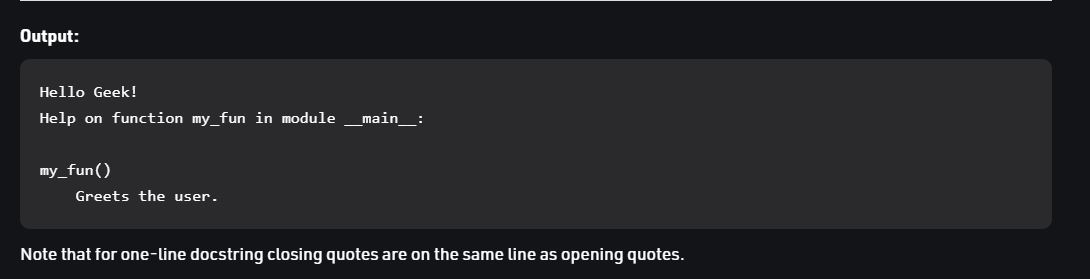 Output:
Hello Geek!
Help on function my_fun in module __main__:
my_fun()
Greets the user.
Note that for one-line docstring closing quotes are on the same line as opening quotes.